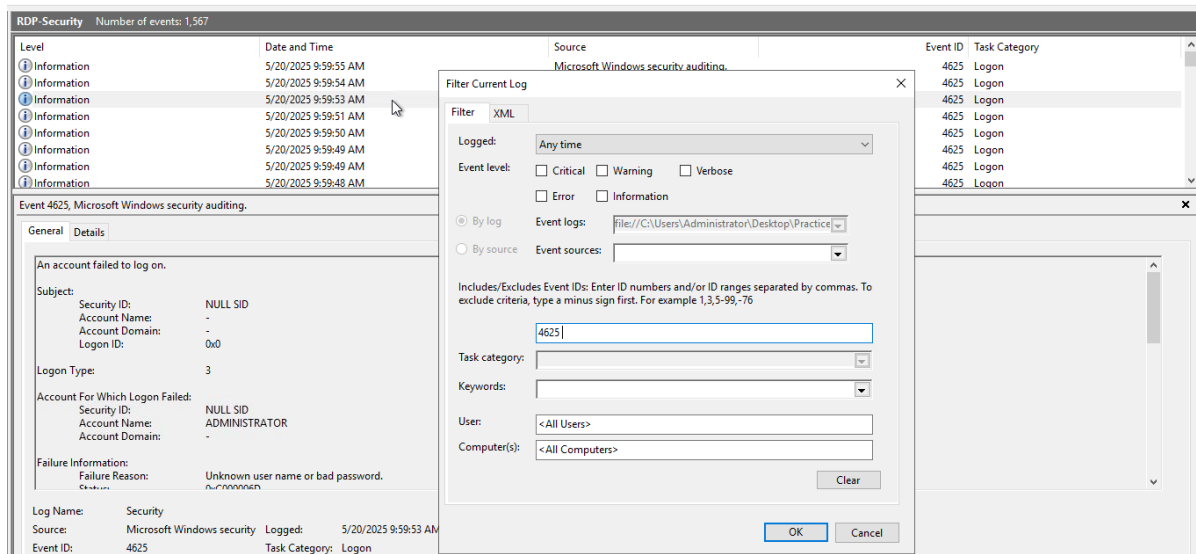 RDP-Security Number of events: 1,567
Level Date and Time Source Event ID Task Category
Information 5/20/2025 9:59:55 AM Microsoft Windows security auditing. 4625 Logon
Information 5/20/2025 9:59:54 AM 4625 Logon
Information 5/20/2025 9:59:53 AM 4625 Logon
Information 5/20/2025 9:59:51 AM 4625 Logon
Information 5/20/2025 9:59:50 AM 4625 Logon
Information 5/20/2025 9:59:49 AM 4625 Logon
Information 5/20/2025 9:59:49 AM 4625 Logon
Information 5/20/2025 9:59:48 AM 4625 Logon
Event 4625, Microsoft Windows security auditing.
General Details
An account failed to log on.
Subject:
Security ID: NULL SID
Account Name: -
Account Domain: -
Logon ID: 0x0
Logon Type: 3
Account For Which Logon Failed:
Security ID: NULL SID
Account Name: ADMINISTRATOR
Account Domain: -
Failure Information:
Failure Reason: Unknown user name or bad password.
Status: 0xC000006D
Log Name: Security
Source: Microsoft Windows security Logged: 5/20/2025 9:59:53 AM
Event ID: 4625 Task Category: Logon
Filter Current Log
Filter XML
Logged: Any time
Event level: Critical Warning Verbose
Error Information
By log Event logs: file://C:\Users\Administrator\Desktop\Practice
By source Event sources:
Includes/Excludes Event IDs: Enter ID numbers and/or ID ranges separated by commas. To
exclude criteria, type a minus sign first. For example 1,3,5-99,-76
4625
Task category:
Keywords:
User: <All Users>
Computer(s): <All Computers>
Clear
OK Cancel